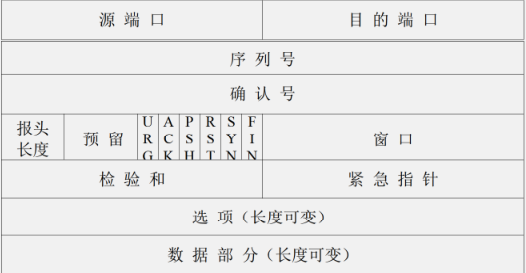 源 端 口 目 的 端 口
序 列 号
确 认 号
报头长度 预 留 URG ACK PSH RST SYN FIN 窗 口
检 验 和 紧 急 指 针
选 项（长度可变）
数 据 部 分（长度可变）